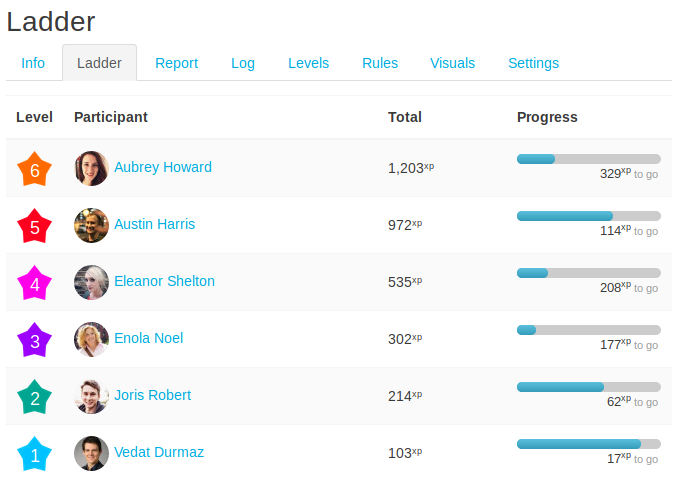 Ladder
Info Ladder Report Log Levels Rules Visuals Settings
Level Participant Total Progress
6 Aubrey Howard 1,203xp
329xp to go
5 Austin Harris 972xp
114xp to go
4 Eleanor Shelton 535xp
208xp to go
3 Enola Noel 302xp
177xp to go
2 Joris Robert 214xp
62xp to go
1 Vedat Durmaz 103xp
17xp to go